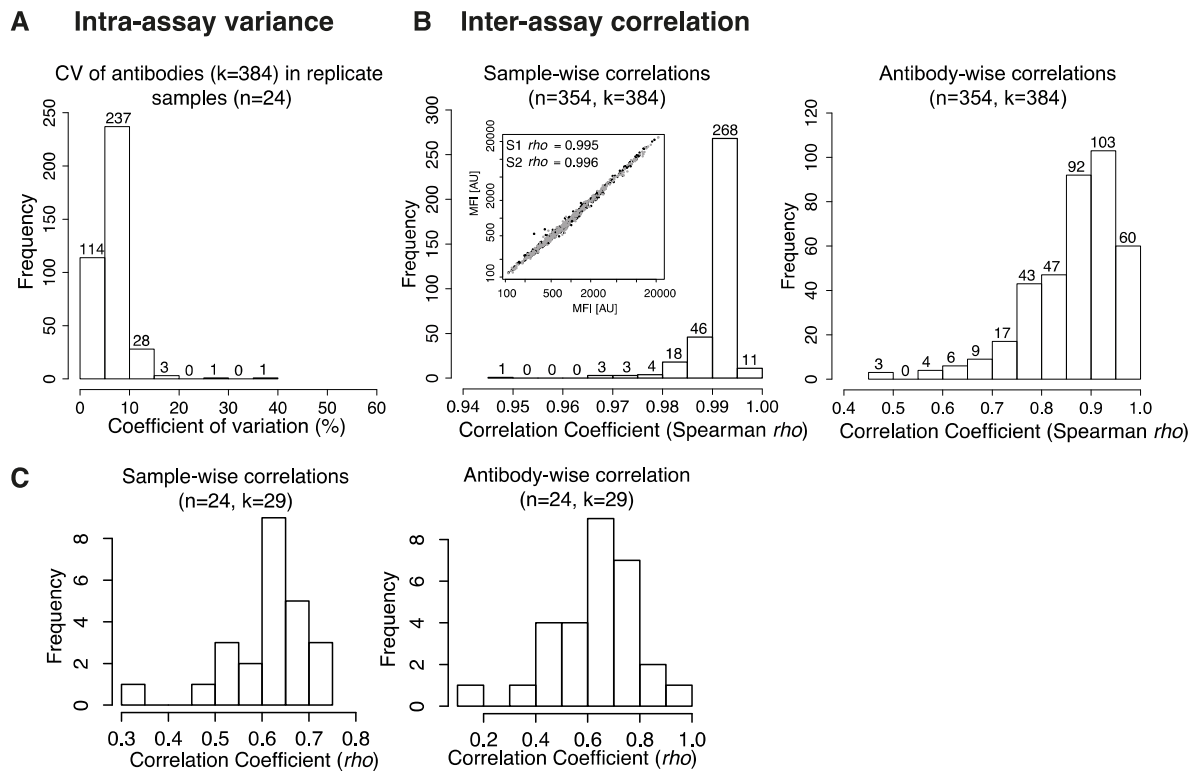 A Intra-assay variance
CV of antibodies (k=384) in replicate
samples (n=24)
Frequency
250
200
150
100
50
0
114
237
28
3
0
1
0
1
0 10 20 30 40 50 60
Coefficient of variation (%)
B Inter-assay correlation
Sample-wise correlations
(n=354, k=384)
Frequency
300
250
200
150
100
50
0
S1 rho = 0.995
S2 rho = 0.996
MFI [AU]
20000
2000
500
100
100 500 2000 20000
MFI [AU]
1
0
0
0
3
3
4
18
46
268
11
0.94 0.95 0.96 0.97 0.98 0.99 1.00
Correlation Coefficient (Spearman rho)
Antibody-wise correlations
(n=354, k=384)
Frequency
120
100
80
60
40
20
0
3
0
4
6
9
17
43
47
92
103
60
0.4 0.5 0.6 0.7 0.8 0.9 1.0
Correlation Coefficient (Spearman rho)
C
Sample-wise correlations
(n=24, k=29)
Frequency
8
6
4
2
0
0.3 0.4 0.5 0.6 0.7 0.8
Correlation Coefficient (rho)
Antibody-wise correlation
(n=24, k=29)
Frequency
8
6
4
2
0
0.2 0.4 0.6 0.8 1.0
Correlation Coefficient (rho)